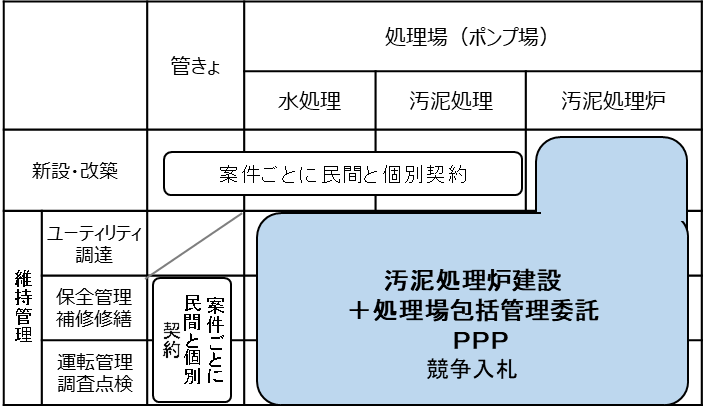 処理場（ポンプ場）
管きょ
水処理
汚泥処理
汚泥処理炉
新設・改築
案件ごとに民間と個別契約
維持管理
ユーティリティ
調達
保全管理
補修修繕
運転管理
調査点検
案件ごとに
民間と個別
契約
汚泥処理炉建設
＋処理場包括管理委託
PPP
競争入札